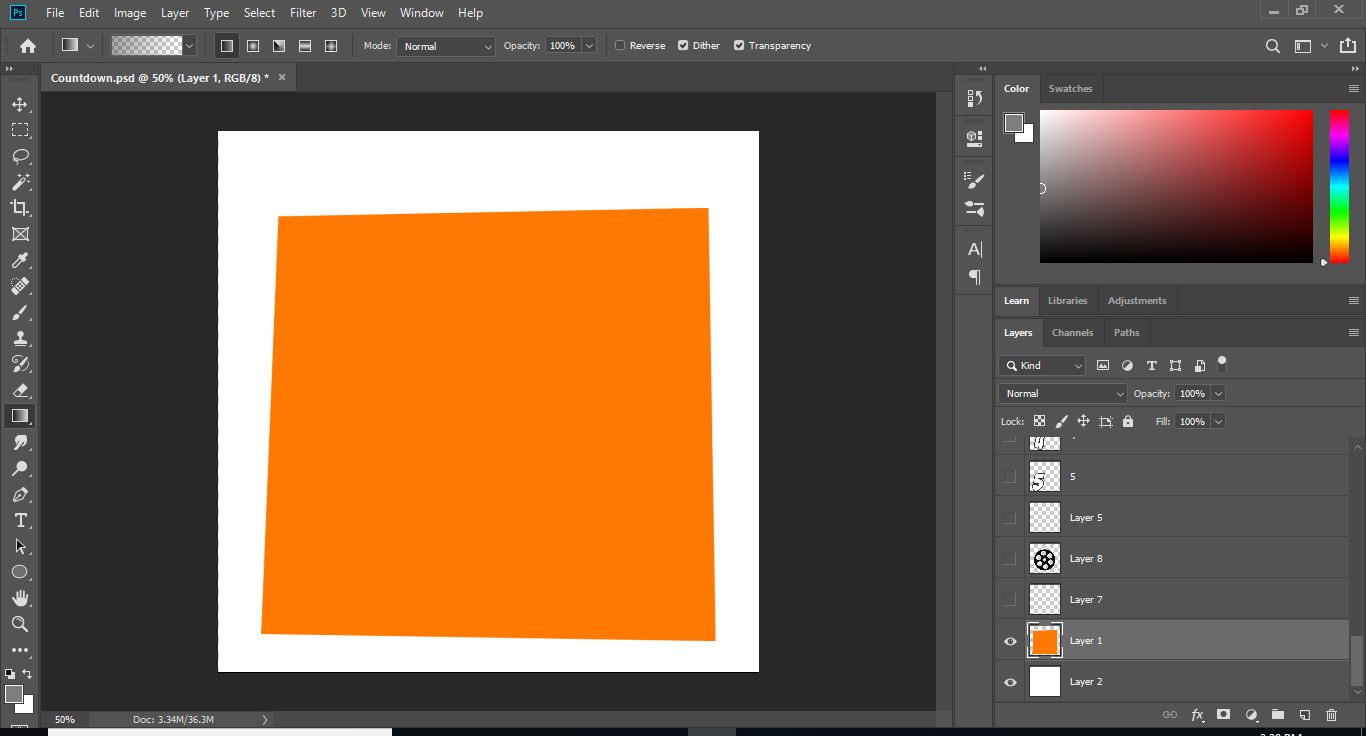 Ps File Edit Image Layer Type Select Filter 3D View Window Help
Mode: Normal Opacity: 100% Reverse Dither Transparency
Countdown.psd @ 50% (Layer 1, RGB/8) * ×
Color Swatches
Learn Libraries Adjustments
Layers Channels Paths
Kind
Normal Opacity: 100%
Lock: Fill: 100%
5
Layer 5
Layer 8
Layer 7
Layer 1
Layer 2
50% Doc: 3.34M/36.3M